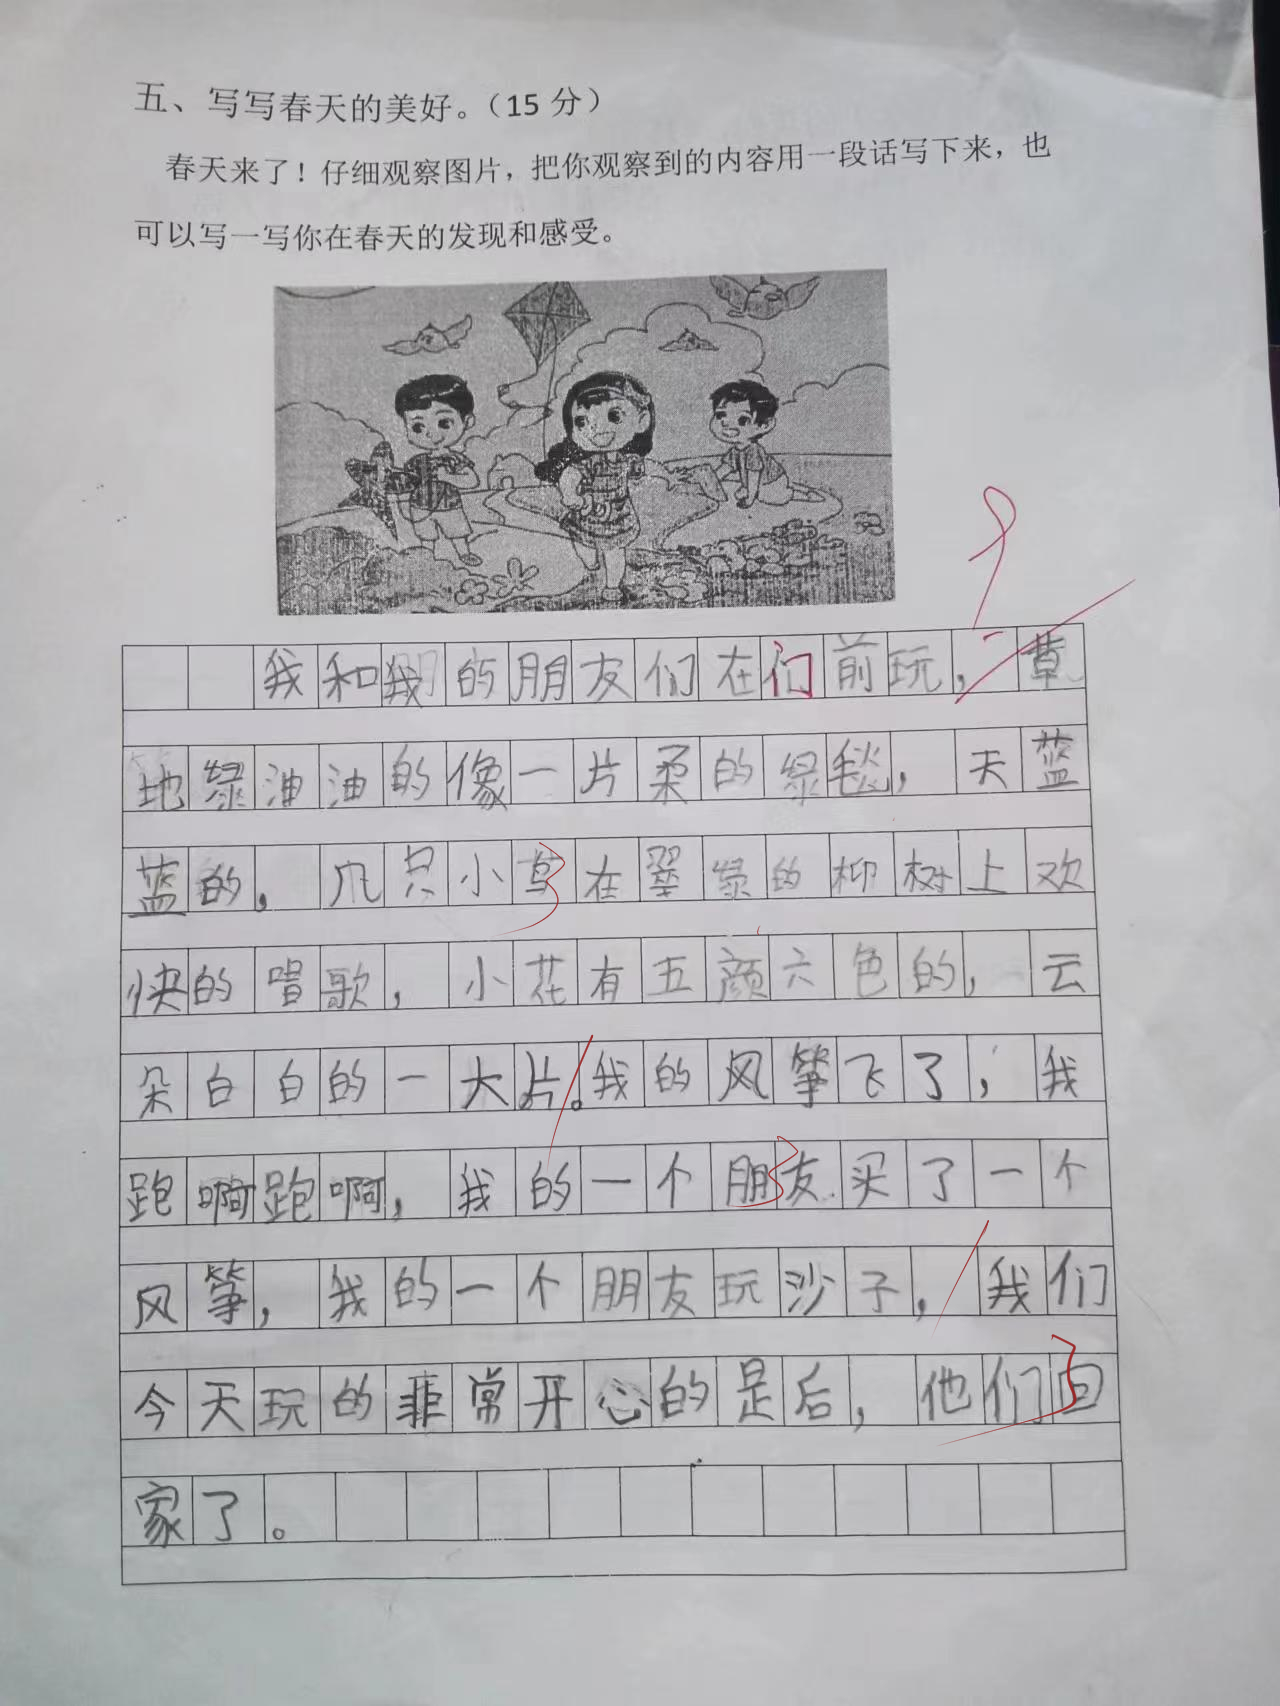 五、写写春天的美好。（15 分）
春天来了！仔细观察图片，把你观察到的内容用一段话写下来，也
可以写一写你在春天的发现和感受。
我和我的朋友们在们前玩，草
地绿油油的像一片柔的绿毯，天蓝
蓝的，几只小鸟在翠绿的柳树上欢
快的唱歌，小花有五颜六色的，云
朵白白的一大片。我的风筝飞了，我
跑啊跑啊，我的一个朋友买了一个
风筝，我的一个朋友玩沙子，我们
今天玩的非常开心的是后，他们回
家了。